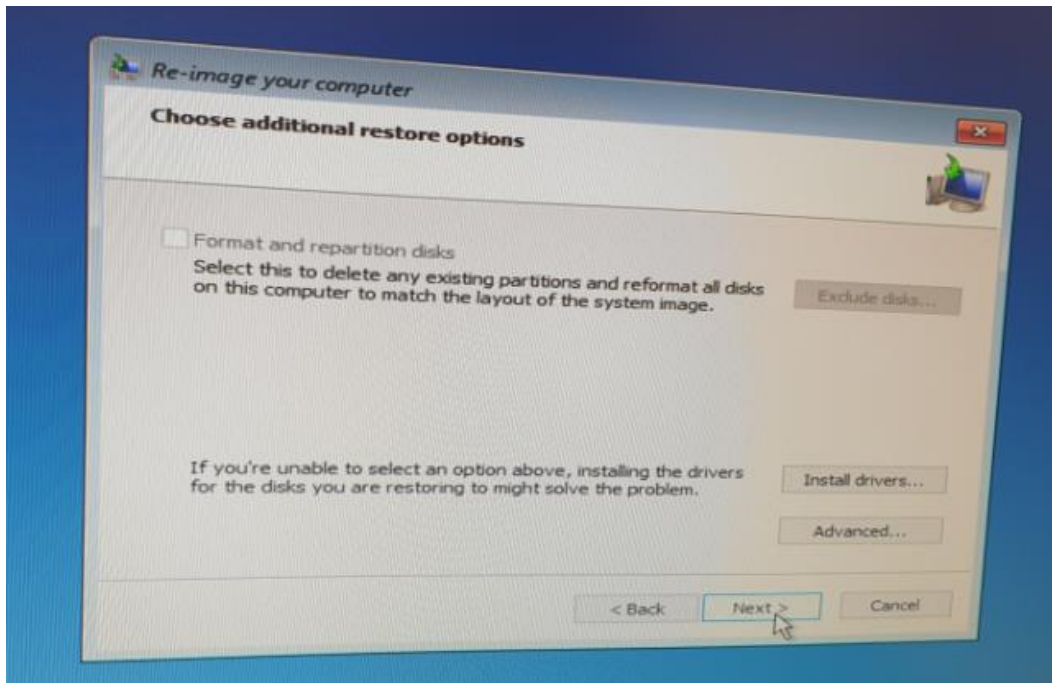 Re-image your computer
Choose additional restore options
Format and repartition disks
Select this to delete any existing partitions and reformat all disks
on this computer to match the layout of the system image.
Exclude disks...
If you're unable to select an option above, installing the drivers
for the disks you are restoring to might solve the problem.
Install drivers...
Advanced...
< Back
Next >
Cancel